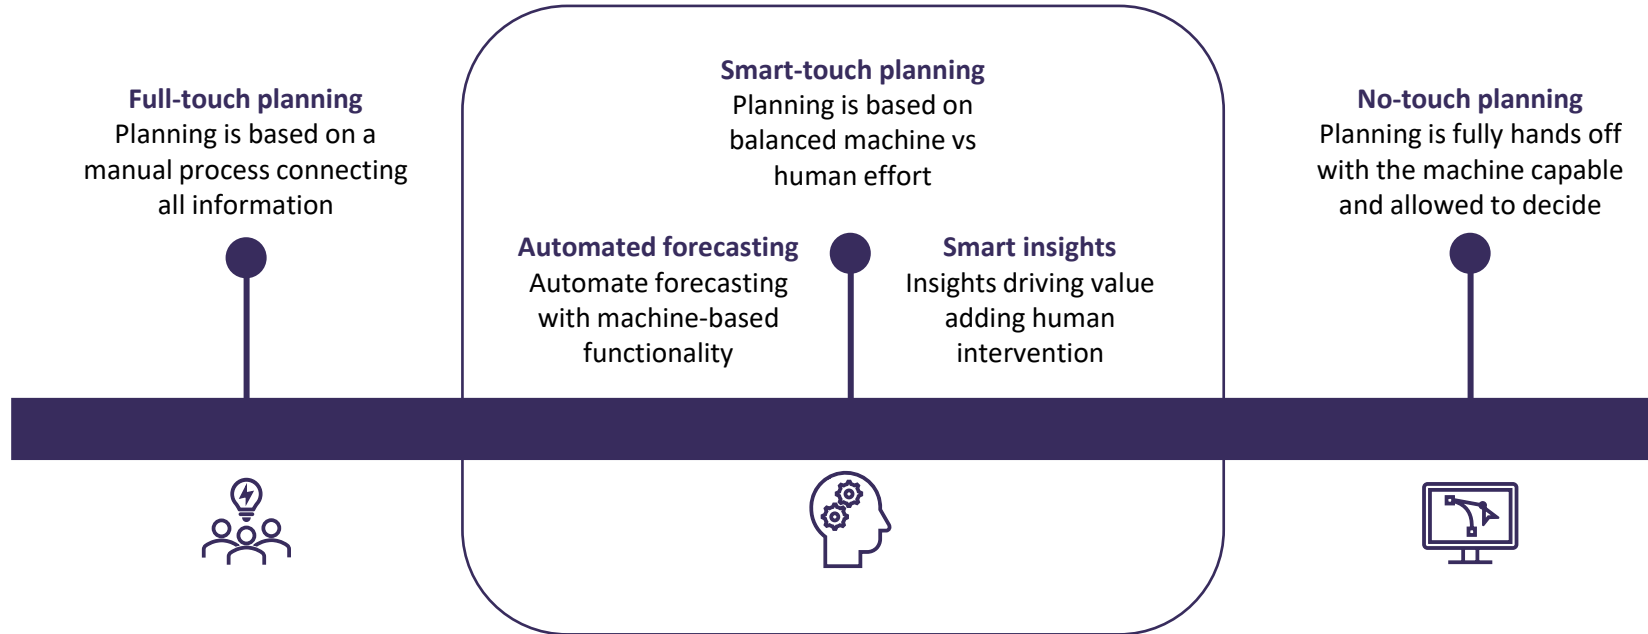 Full-touch planning
Planning is based on a
manual process connecting
all information
Smart-touch planning
Planning is based on
balanced machine vs
human effort
Automated forecasting
Automate forecasting
with machine-based
functionality
Smart insights
Insights driving value
adding human
intervention
No-touch planning
Planning is fully hands off
with the machine capable
and allowed to decide